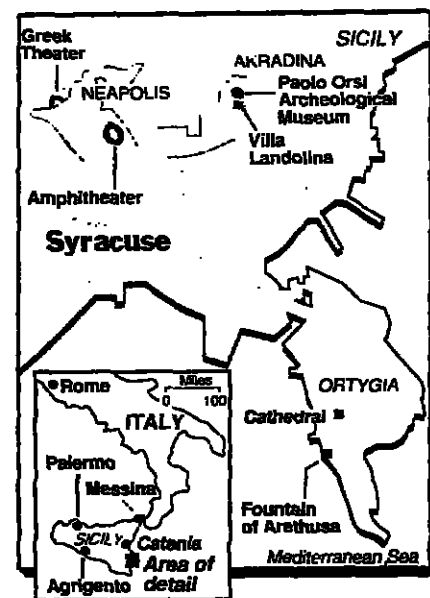 Greek
Theater
NEAPOLIS
AKRADINA
SICILY
Paolo Orsi
Archeological
Museum
Villa
Landolina
Amphitheater
Syracuse
ORTYGIA
Cathedral
Fountain
of Arethusa
Mediterranean Sea
Rome
Miles
0 100
ITALY
Palermo
Messina
SICILY
Catania
Area of
detail
Agrigento